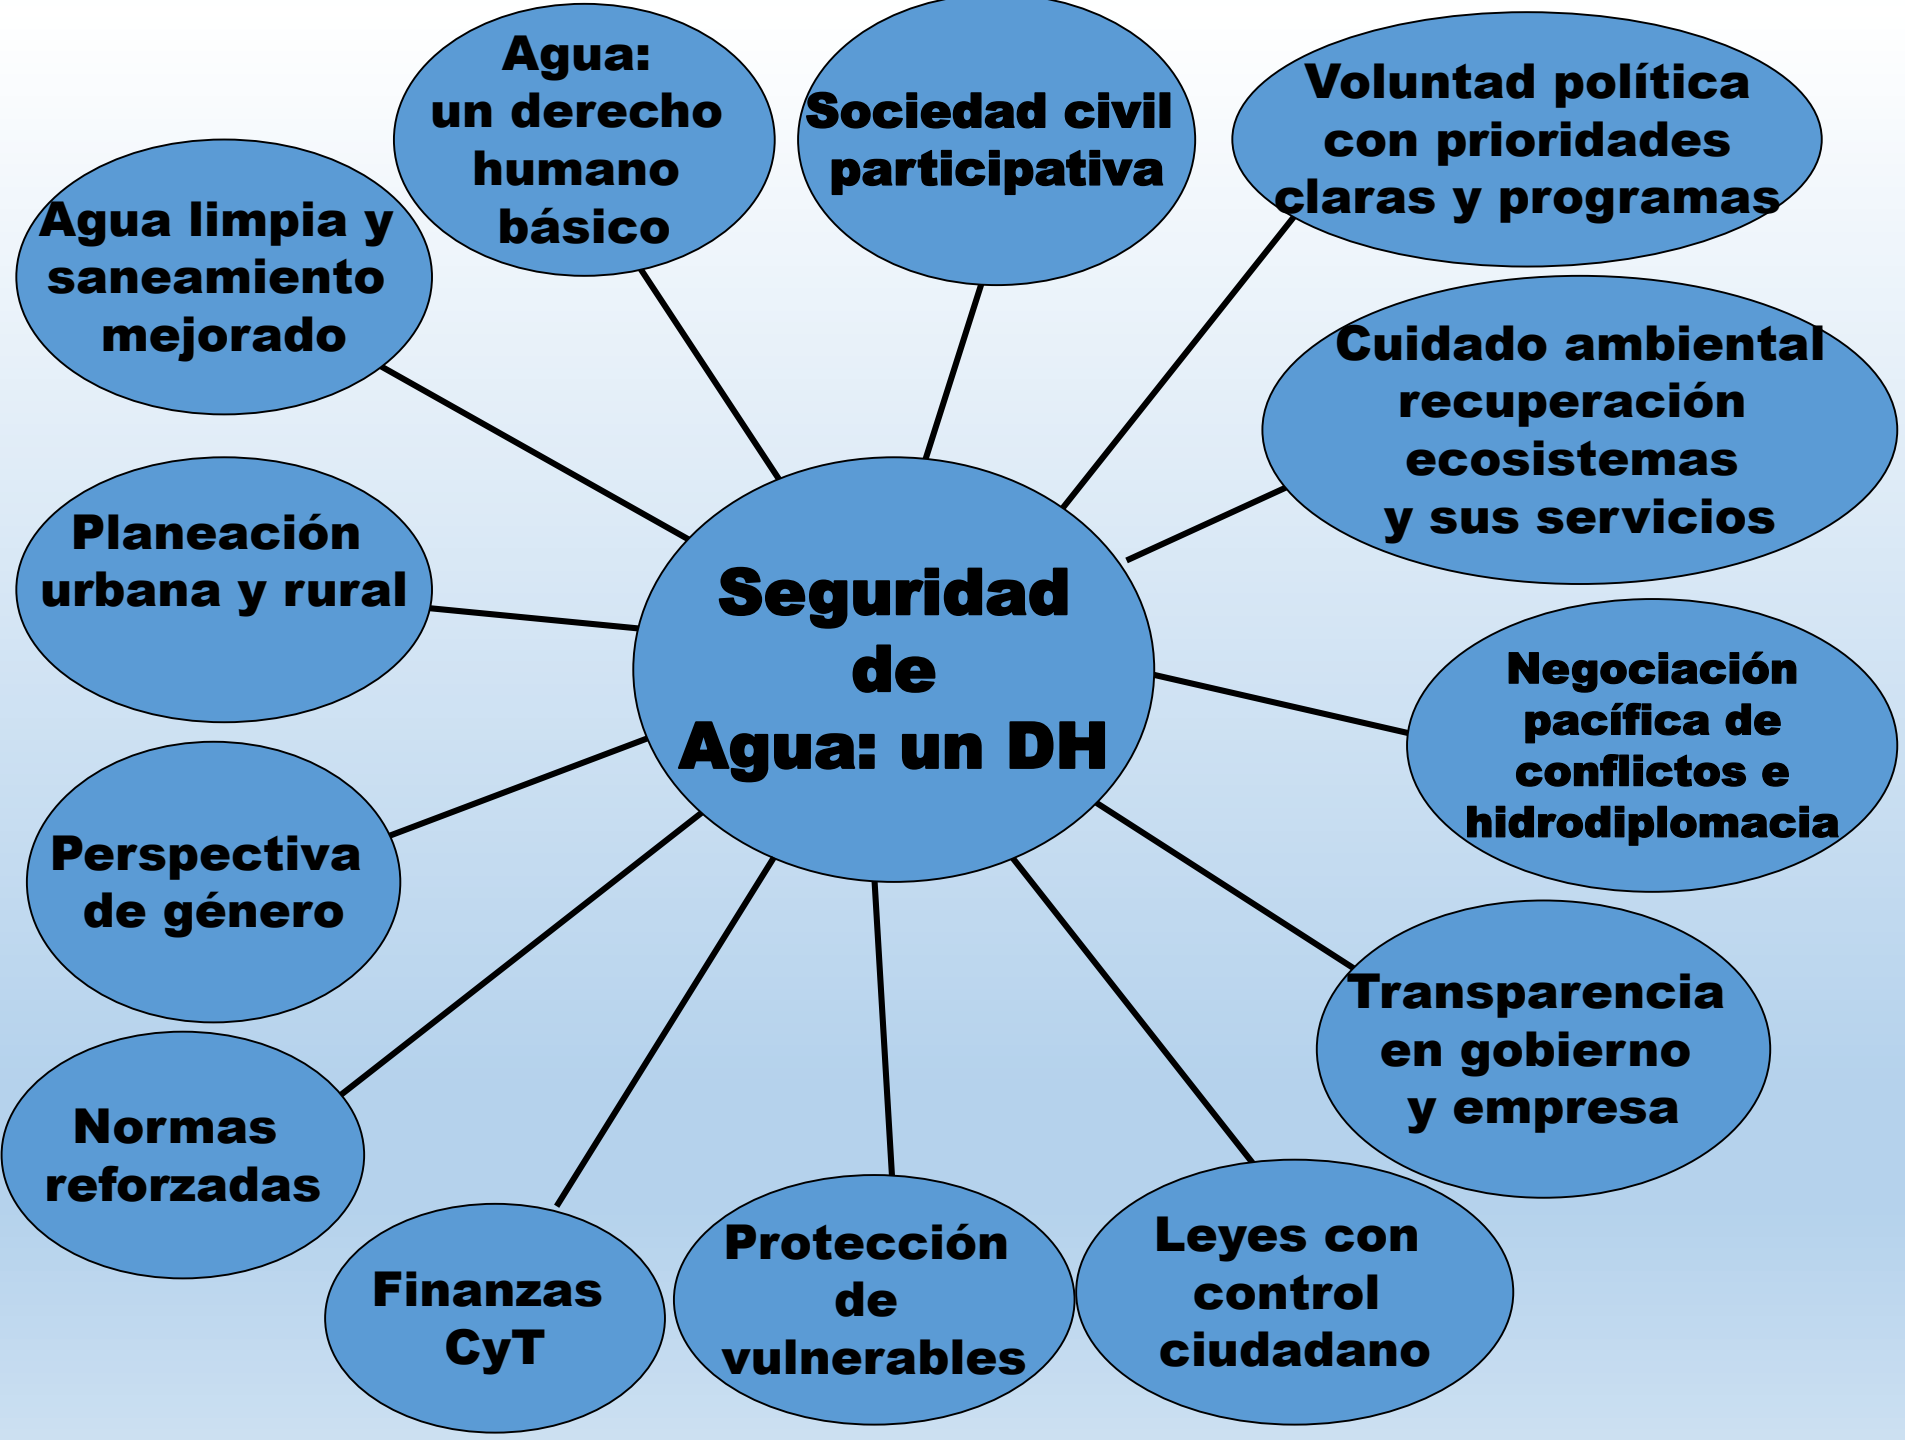 Agua:
un derecho
humano
básico
Sociedad civil
participativa
Voluntad política
con prioridades
claras y programas
Agua limpia y
saneamiento
mejorado
Cuidado ambiental
recuperación
ecosistemas
y sus servicios
Planeación
urbana y rural
Seguridad
de
Agua: un DH
Negociación
pacífica de
conflictos e
hidrodiplomacia
Perspectiva
de género
Transparencia
en gobierno
y empresa
Normas
reforzadas
Finanzas
CyT
Protección
de
vulnerables
Leyes con
control
ciudadano